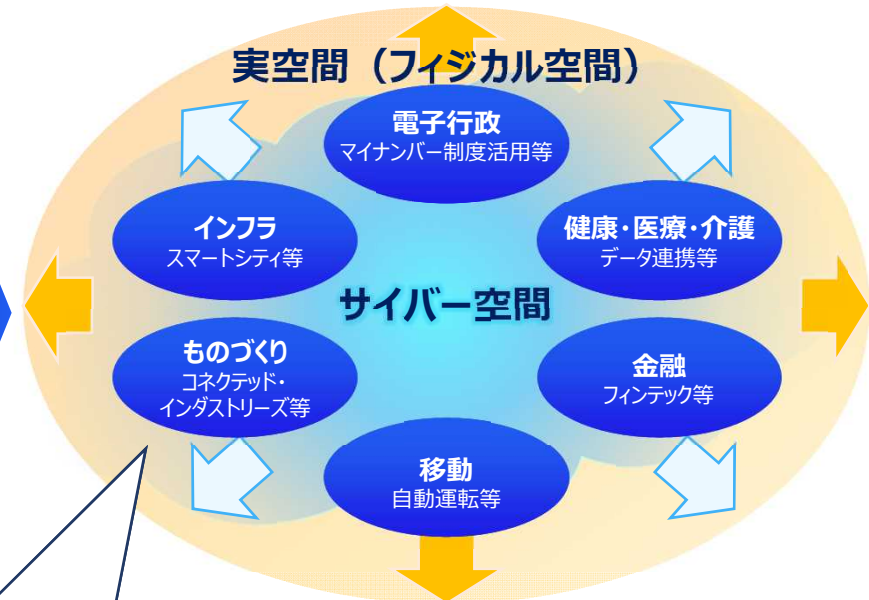 実空間（フィジカル空間）
電子行政
マイナンバー制度活用等
インフラ
スマートシティ等
健康・医療・介護
データ連携等
サイバー空間
ものづくり
コネクテッド・
インダストリーズ等
金融
フィンテック等
移動
自動運転等